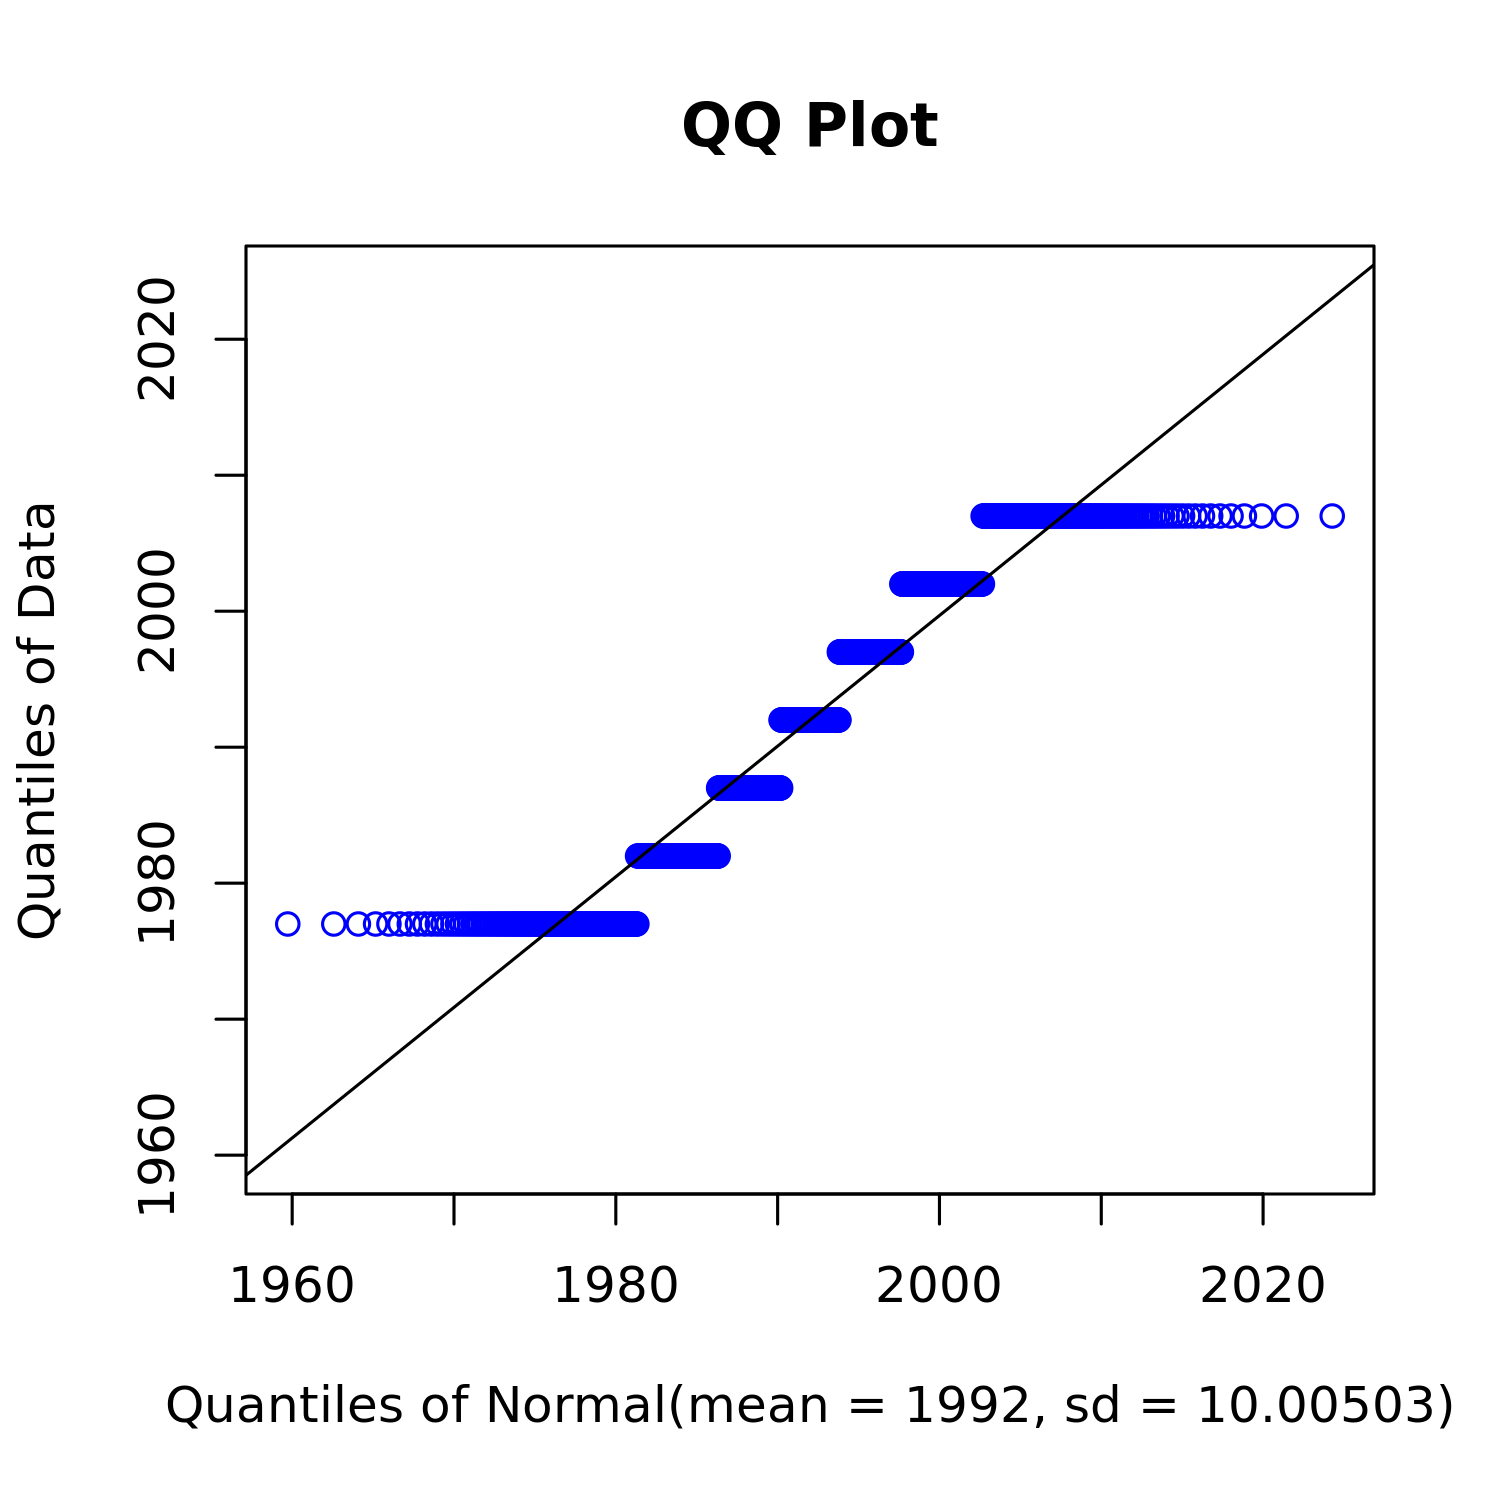 QQ Plot
Quantiles of Data
2020
2000
1980
1960
1960 1980 2000 2020
Quantiles of Normal(mean = 1992, sd = 10.00503)